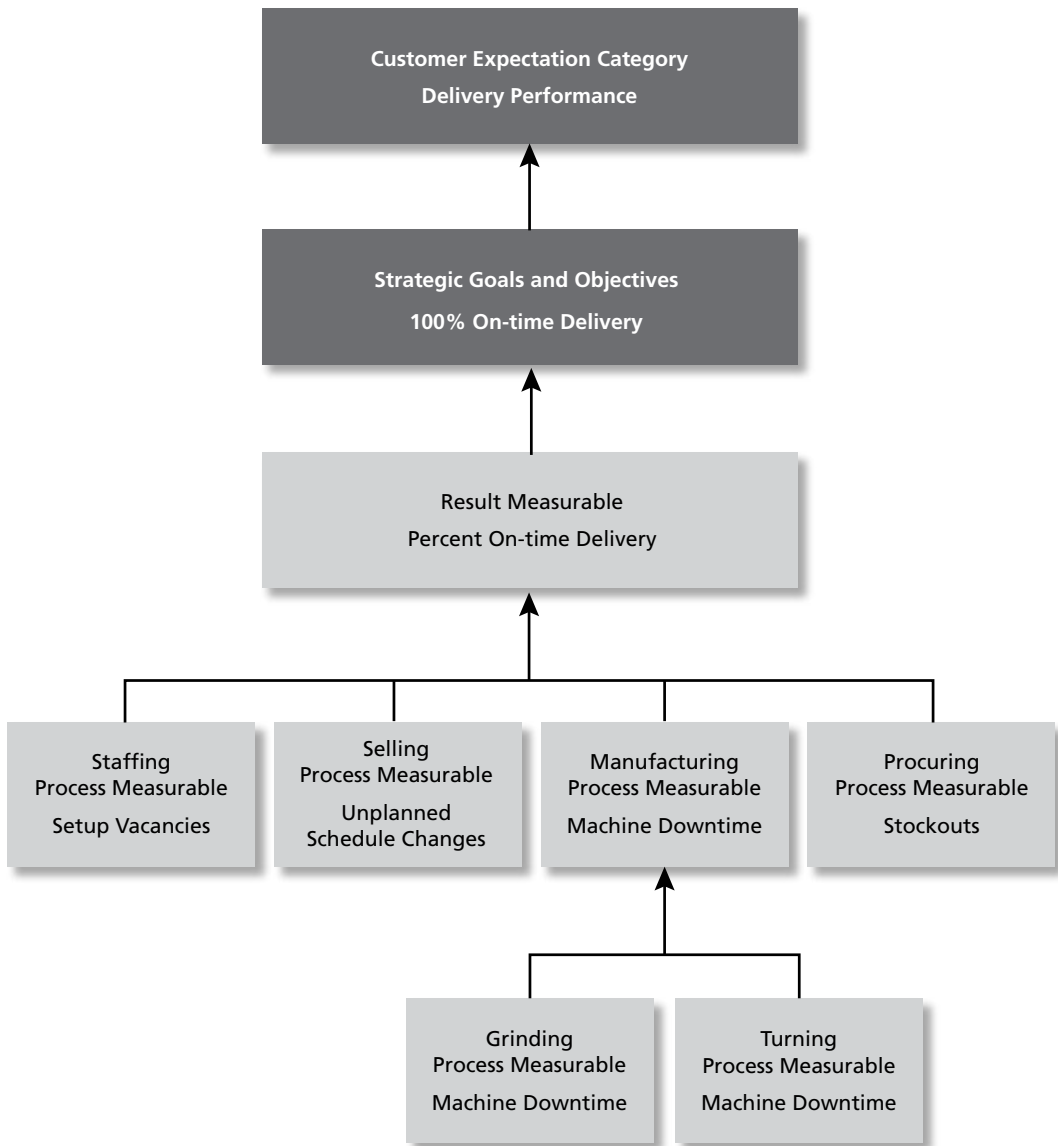 Customer Expectation Category
Delivery Performance
Strategic Goals and Objectives
100% On-time Delivery
Result Measurable
Percent On-time Delivery
Staffing
Process Measurable
Setup Vacancies
Selling
Process Measurable
Unplanned
Schedule Changes
Manufacturing
Process Measurable
Machine Downtime
Procuring
Process Measurable
Stockouts
Grinding
Process Measurable
Machine Downtime
Turning
Process Measurable
Machine Downtime